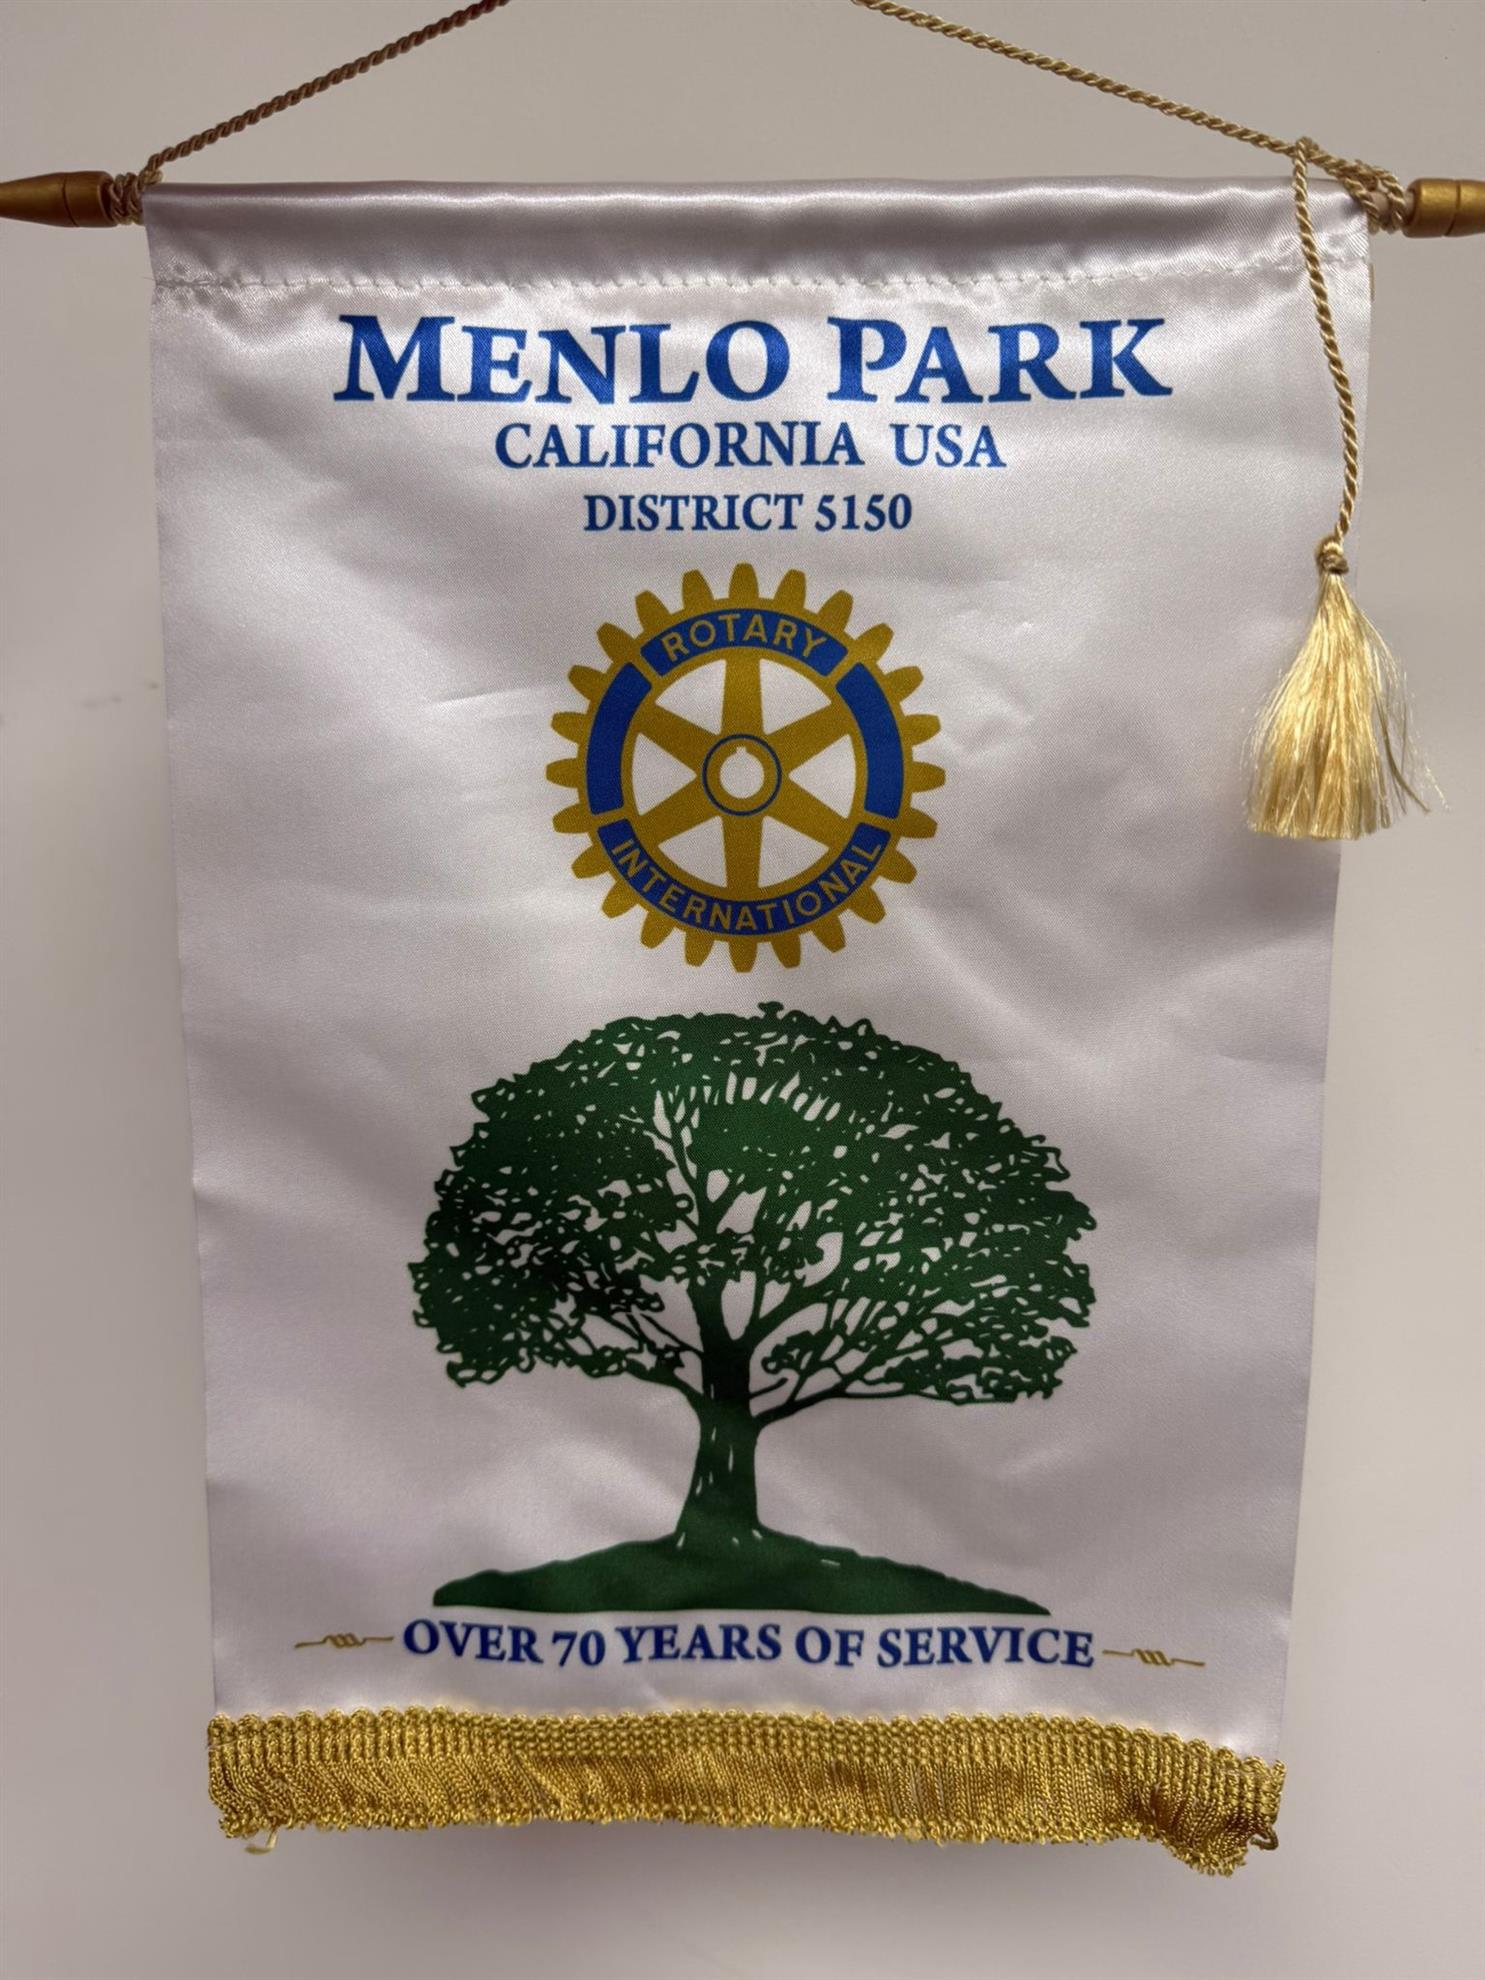 MENLO PARK
CALIFORNIA USA
DISTRICT 5150
ROTARY
INTERNATIONAL
OVER 70 YEARS OF SERVICE